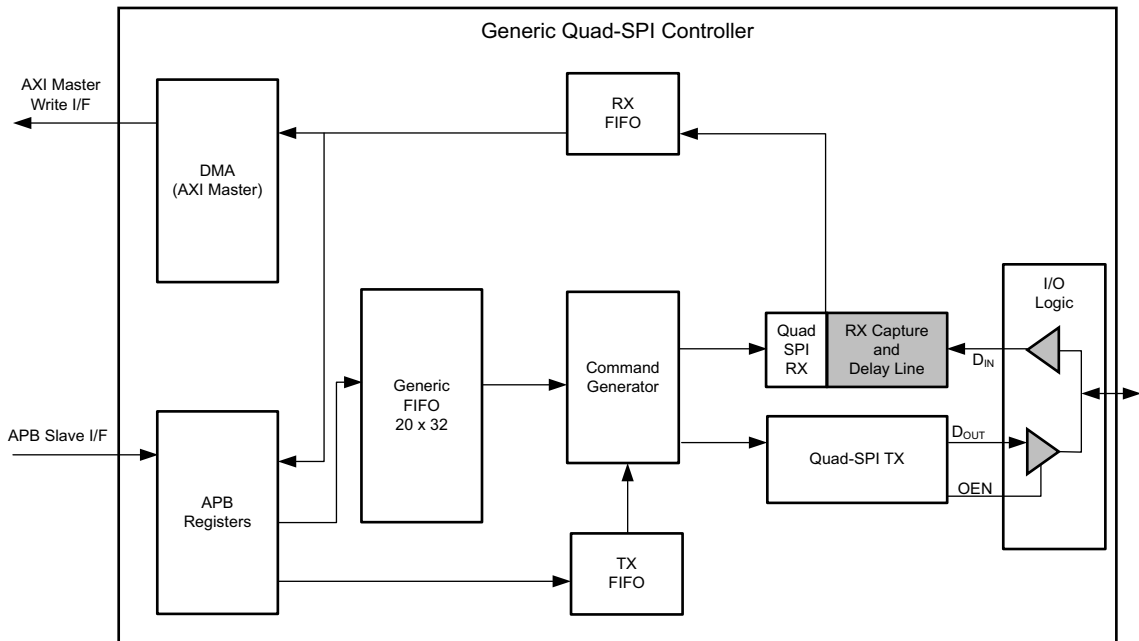 Generic Quad-SPI Controller
AXI Master
Write I/F
DMA
(AXI Master)
RX
FIFO
I/O
Logic
Quad
SPI
RX
RX Capture
and
Delay Line
DIN
Command
Generator
Generic
FIFO
20 x 32
APB Slave I/F
APB
Registers
Quad-SPI TX
DOUT
OEN
TX
FIFO